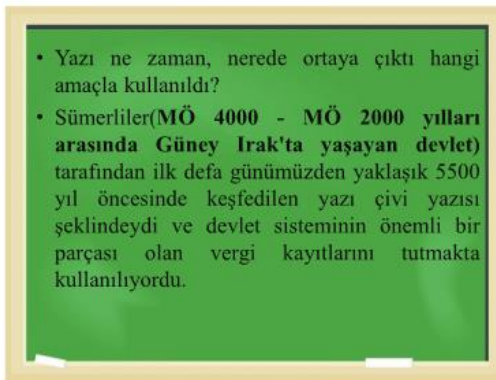 • Yazı ne zaman, nerede ortaya çıktı hangi
amaçla kullanıldı?
• Sümerliler(MÖ 4000 - MÖ 2000 yılları
arasında Güney Irak'ta yaşayan devlet)
tarafından ilk defa günümüzden yaklaşık 5500
yıl öncesinde keşfedilen yazı çivi yazısı
şeklindeydi ve devlet sisteminin önemli bir
parçası olan vergi kayıtlarını tutmakta
kullanılıyordu.